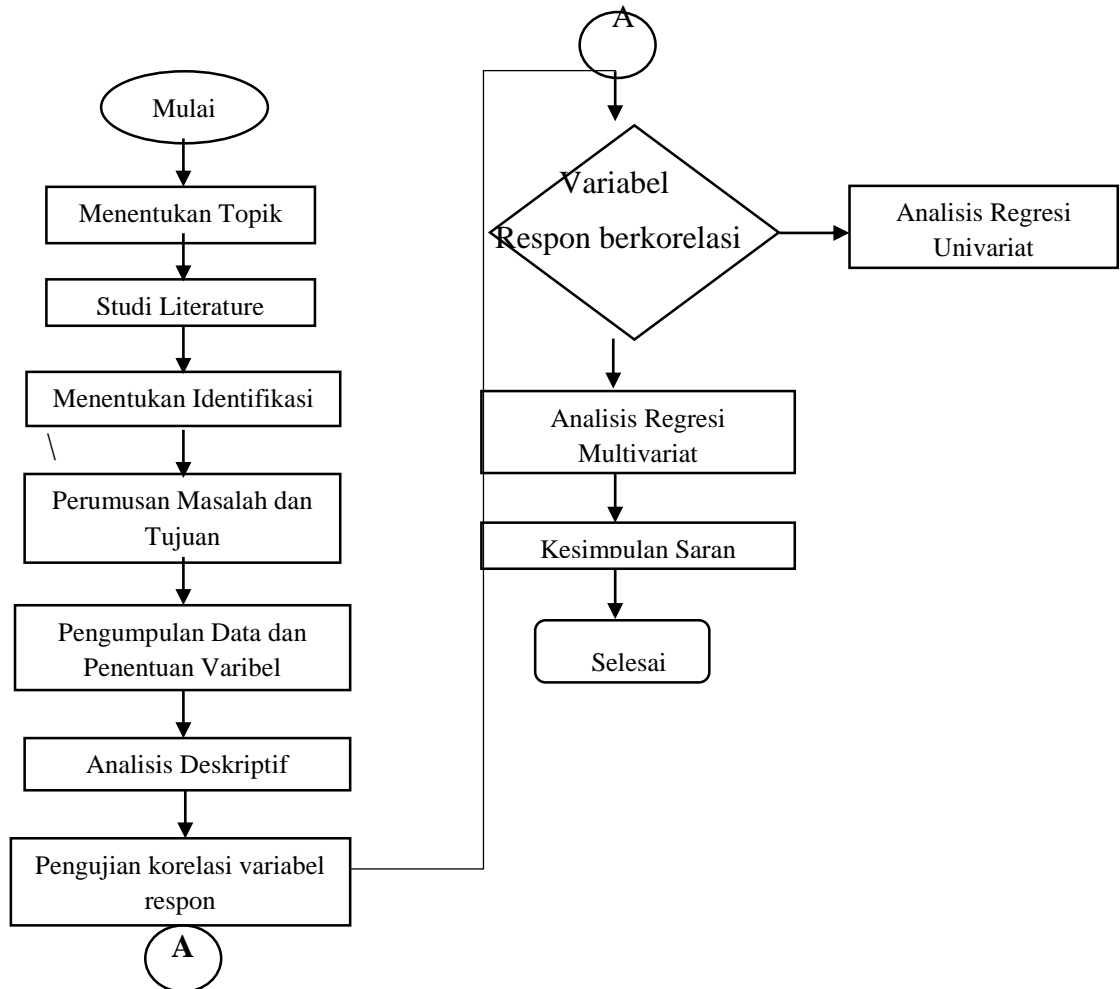 Mulai
Menentukan Topik
Studi Literature
Menentukan Identifikasi
\
Perumusan Masalah dan
Tujuan
Pengumpulan Data dan
Penentuan Varibel
Analisis Deskriptif
Pengujian korelasi variabel
respon
A
A
Variabel
Respon berkorelasi
Analisis Regresi
Univariat
Analisis Regresi
Multivariat
Kesimpulan Saran
Selesai